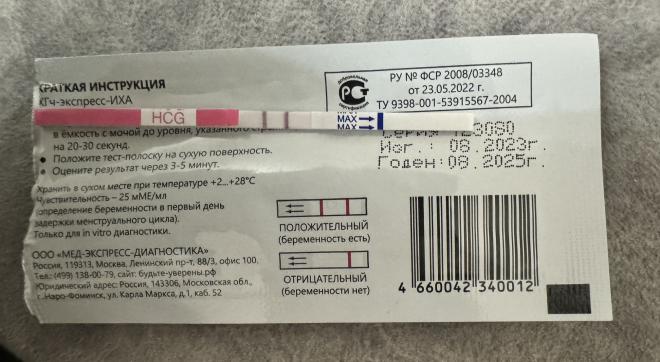 КРАТКАЯ ИНСТРУКЦИЯ
ХГч-экспресс-ИХА
добровольная
РСТ
сертификация
РУ № ФСР 2008/03348
от 23.05.2022 г.
ТУ 9398-001-53915567-2004
HCG
MAX
MAX
в ёмкость с мочой до уровня, указанного
на 20-30 секунд.
• Положите тест-полоску на сухую поверхность.
• Оцените результат через 3-5 минут.
Серия
Изг.: 08.2023г.
Годен: 08.2025г.
Хранить в сухом месте при температуре +2...+28°С
Чувствительность – 25 мМЕ/мл
(определение беременности в первый день
задержки менструального цикла).
Только для in vitro диагностики.
ПОЛОЖИТЕЛЬНЫЙ
(беременность есть)
ОТРИЦАТЕЛЬНЫЙ
(беременности нет)
ООО «МЕД-ЭКСПРЕСС-ДИАГНОСТИКА»
Россия, 119313, Москва, Ленинский пр-т, 88/3, офис 100.
Тел.: (499) 138-00-79, сайт: будьте-уверены.рф
Юридический адрес: Россия, 143306, Московская обл.,
г. Наро-Фоминск, ул. Карла Маркса, д.1, каб. 52
4 660042 340012